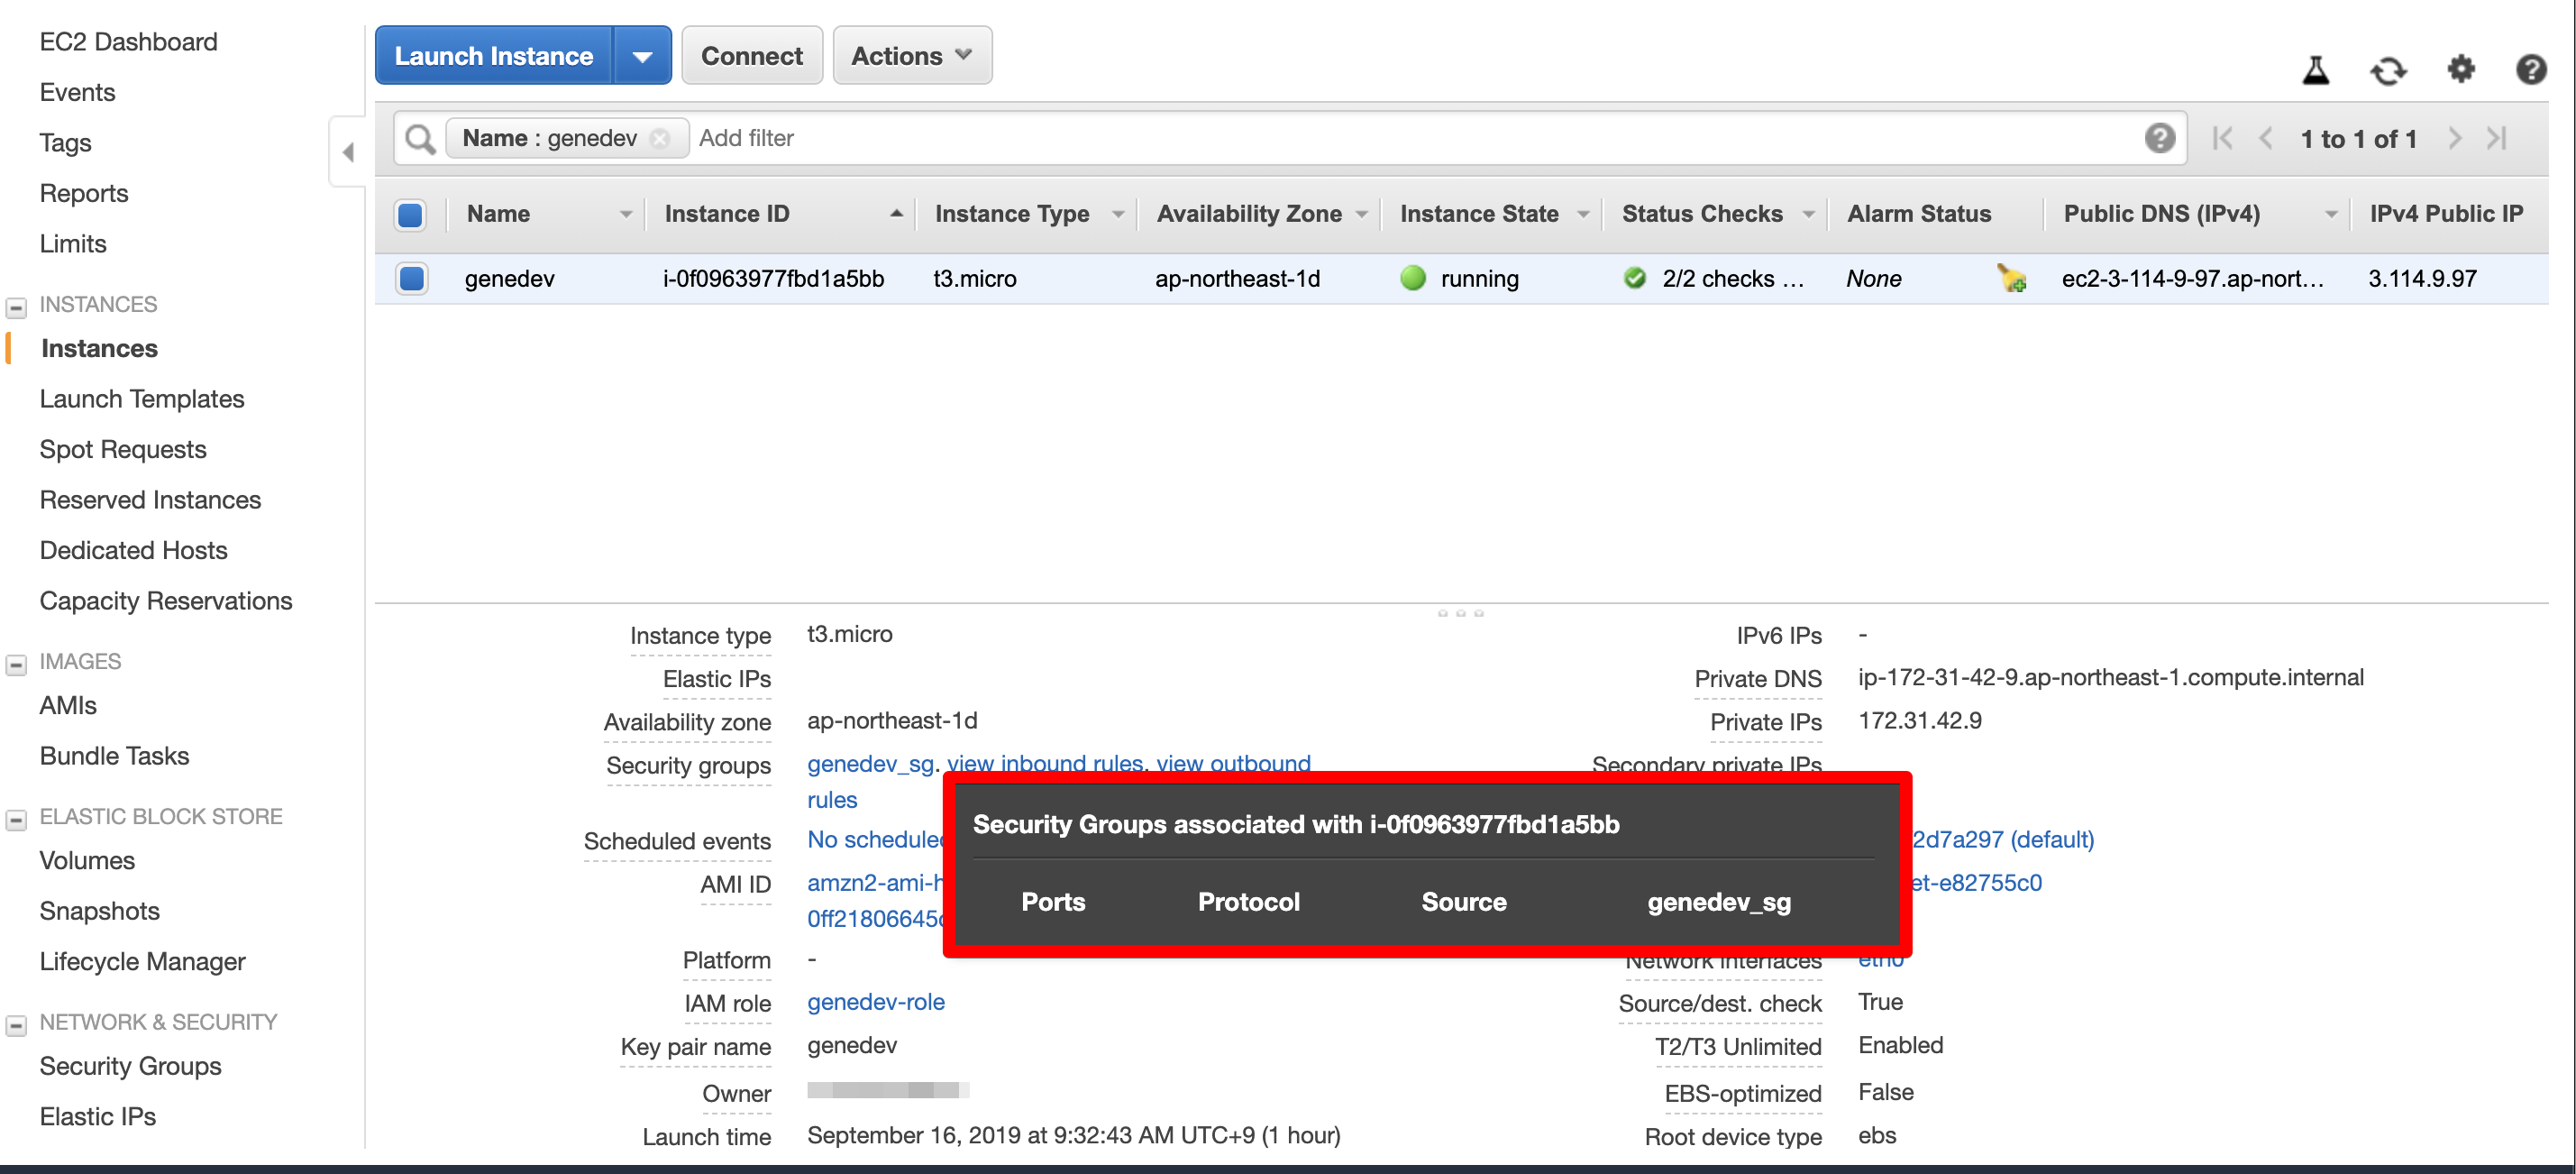 EC2 Dashboard
Events
Tags
Reports
Limits
INSTANCES
Instances
Launch Templates
Spot Requests
Reserved Instances
Dedicated Hosts
Capacity Reservations
IMAGES
AMIs
Bundle Tasks
ELASTIC BLOCK STORE
Volumes
Snapshots
Lifecycle Manager
NETWORK & SECURITY
Security Groups
Elastic IPs
Launch Instance Connect Actions
Name : genedev Add filter 1 to 1 of 1
Name Instance ID Instance Type Availability Zone Instance State Status Checks Alarm Status Public DNS (IPv4) IPv4 Public IP
genedev i-0f0963977fbd1a5bb t3.micro ap-northeast-1d running 2/2 checks ... None ec2-3-114-9-97.ap-nort... 3.114.9.97
Instance type t3.micro
Elastic IPs
Availability zone ap-northeast-1d
Security groups genedev_sg. view inbound rules. view outbound
rules
Scheduled events No scheduled
AMI ID amzn2-ami-h
0ff21806645c
Platform -
IAM role genedev-role
Key pair name genedev
Owner
Launch time September 16, 2019 at 9:32:43 AM UTC+9 (1 hour)
IPv6 IPs -
Private DNS ip-172-31-42-9.ap-northeast-1.compute.internal
Private IPs 172.31.42.9
Secondary private IPs
2d7a297 (default)
et-e82755c0
Network interfaces eth0
Source/dest. check True
T2/T3 Unlimited Enabled
EBS-optimized False
Root device type ebs
Security Groups associated with i-0f0963977fbd1a5bb
Ports Protocol Source genedev_sg